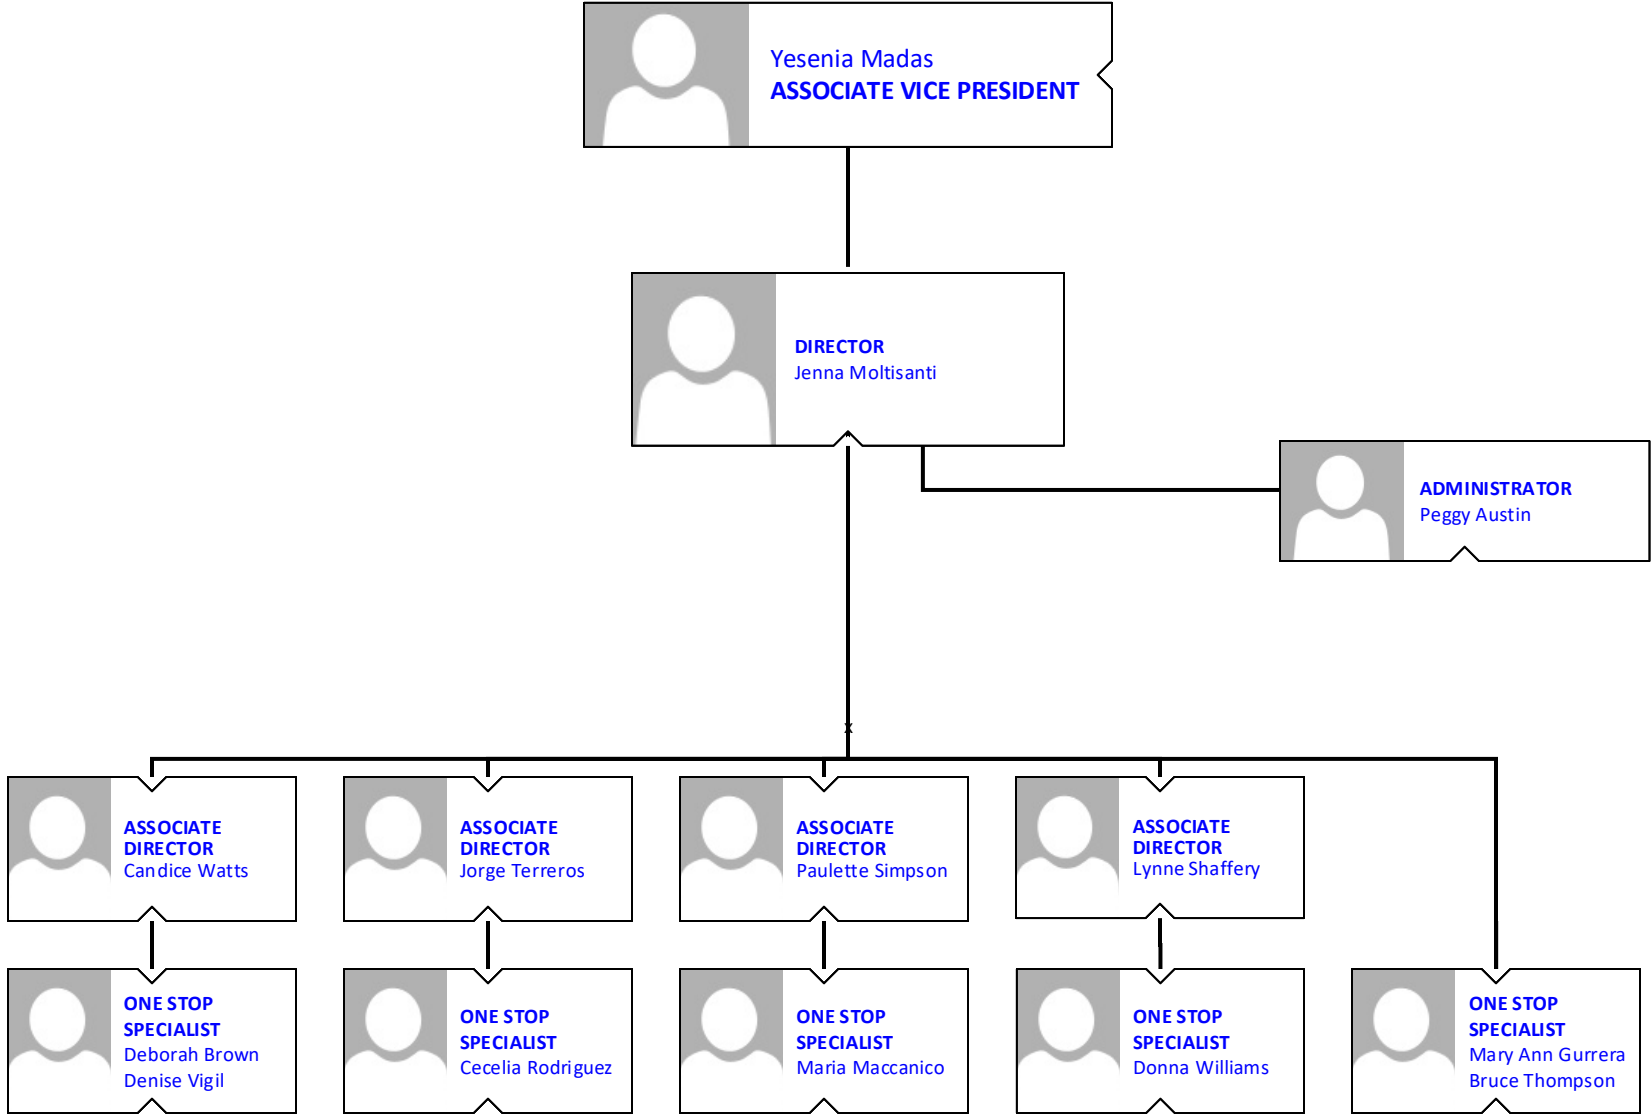 Yesenia Madas
ASSOCIATE VICE PRESIDENT
DIRECTOR
Jenna Moltisanti
ADMINISTRATOR
Peggy Austin
x
ASSOCIATE
DIRECTOR
Candice Watts
ASSOCIATE
DIRECTOR
Jorge Terreros
ASSOCIATE
DIRECTOR
Paulette Simpson
ASSOCIATE
DIRECTOR
Lynne Shaffery
ONE STOP
SPECIALIST
Deborah Brown
Denise Vigil
ONE STOP
SPECIALIST
Cecelia Rodriguez
ONE STOP
SPECIALIST
Maria Maccanico
ONE STOP
SPECIALIST
Donna Williams
ONE STOP
SPECIALIST
Mary Ann Gurrera
Bruce Thompson